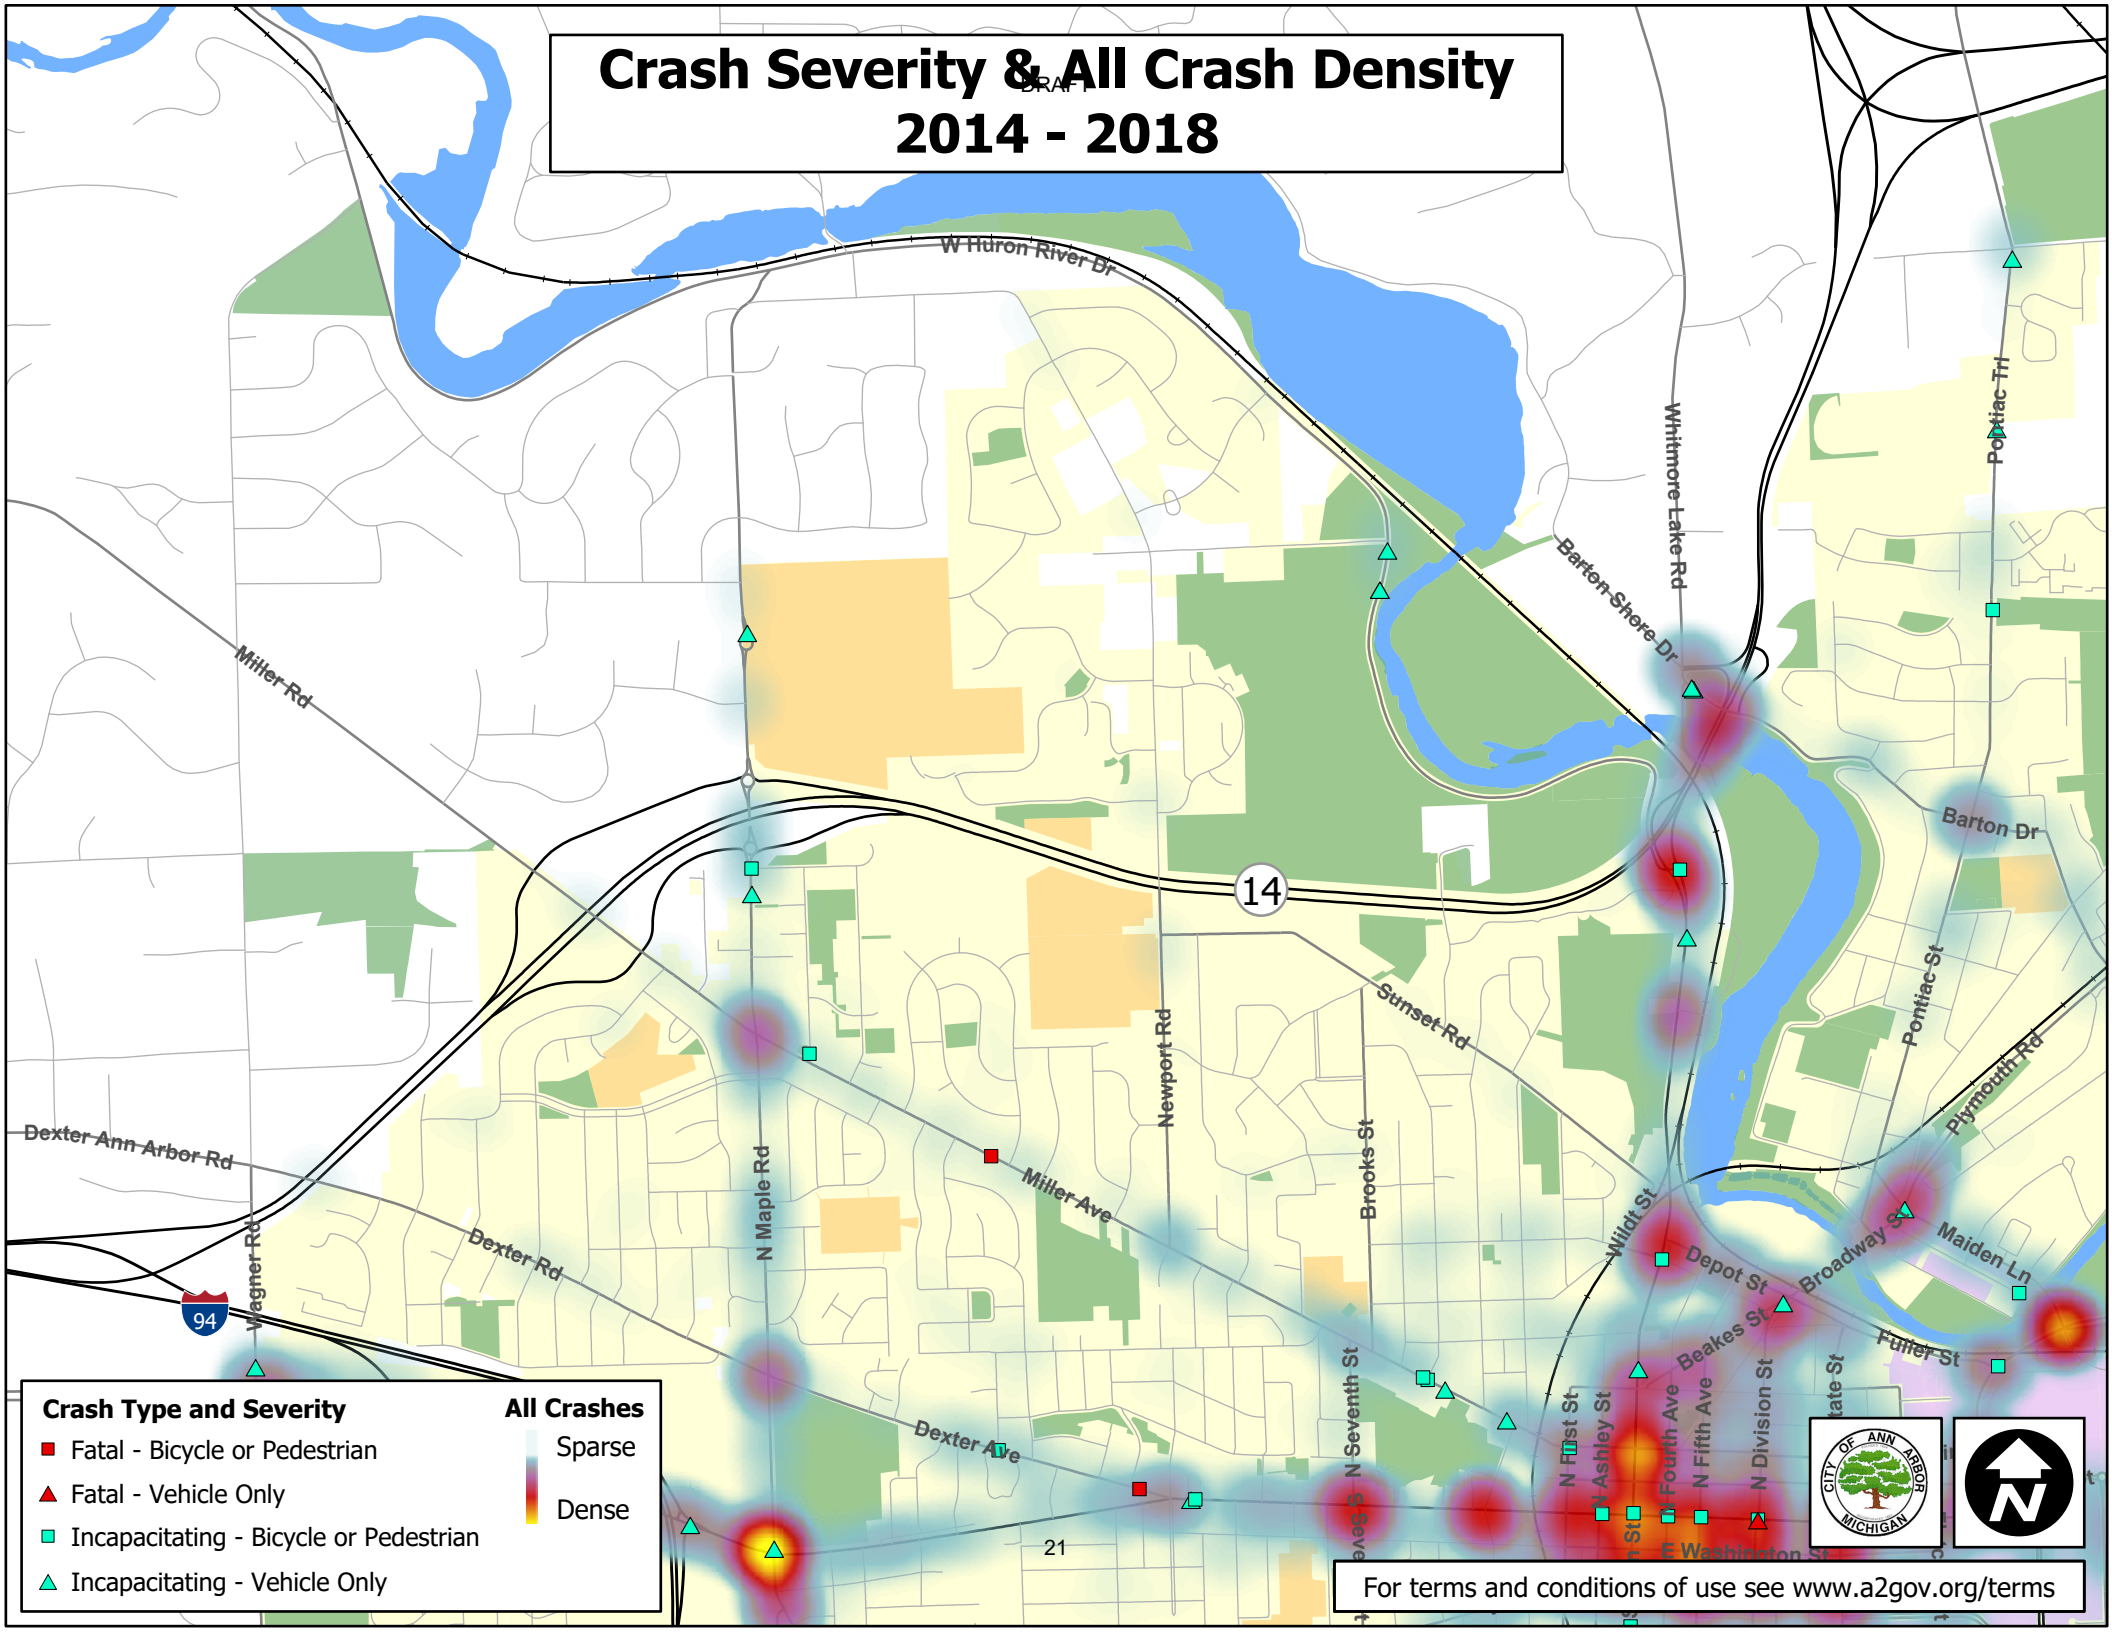 Crash Severity & All Crash Density
DRAFT
2014 - 2018
W Huron River Dr
Pontiac Trl
Whitmore Lake Rd
Barton Shore Dr
Miller Rd
Barton Dr
14
Pontiac St
Sunset Rd
Newport Rd
Plymouth Rd
Dexter Ann Arbor Rd
Brooks St
N Maple Rd
Miller Ave
Wildt St
Wagner Rd
Dexter Rd
Depot St
Broadway St
Maiden Ln
94
Beakes St
Fuller St
N Seventh St
N First St
N Ashley St
N Fourth Ave
N Fifth Ave
N Division St
tate St
Dexter Ave
S Seve
21
E Washington St
n St
Crash Type and Severity
Fatal - Bicycle or Pedestrian
Fatal - Vehicle Only
Incapacitating - Bicycle or Pedestrian
Incapacitating - Vehicle Only
All Crashes
Sparse
Dense
CITY OF ANN ARBOR
MICHIGAN
N
For terms and conditions of use see www.a2gov.org/terms